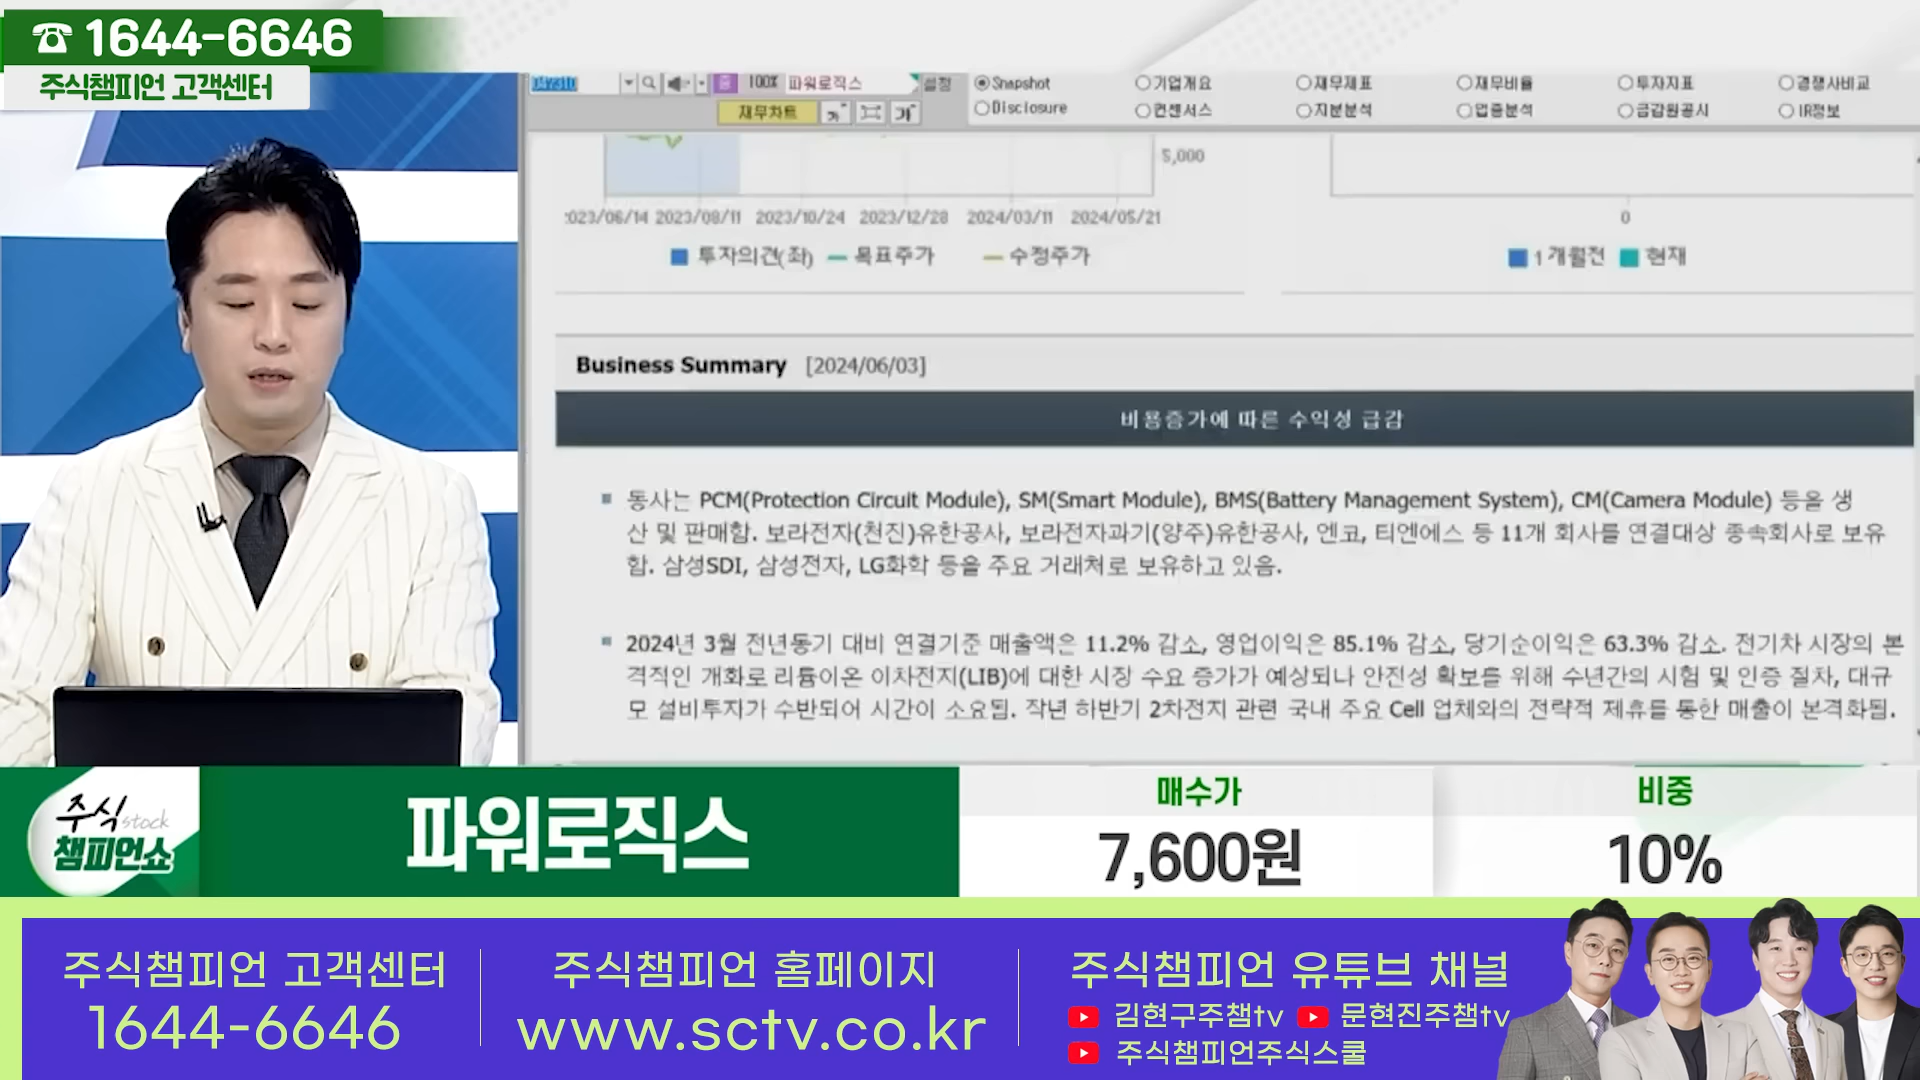 ☎ 1644-6646
주식챔피언 고객센터
047310
100% 파워로직스
설정
Snapshot 기업개요 재무제표 재무비율 투자지표 경쟁사비교
재무차트
Disclosure 컨센서스 지분분석 업종분석 금감원공시 IR정보
5,000
2023/06/14 2023/08/11 2023/10/24 2023/12/28 2024/03/11 2024/05/21
0
투자의견(좌) 목표주가 수정주가
1개월전 현재
Business Summary [2024/06/03]
비용증가에 따른 수익성 급감
동사는 PCM(Protection Circuit Module), SM(Smart Module), BMS(Battery Management System), CM(Camera Module) 등을 생
산 및 판매함. 보라전자(천진)유한공사, 보라전자과기(양주)유한공사, 엔코, 티엔에스 등 11개 회사를 연결대상 종속회사로 보유
함. 삼성SDI, 삼성전자, LG화학 등을 주요 거래처로 보유하고 있음.
2024년 3월 전년동기 대비 연결기준 매출액은 11.2% 감소, 영업이익은 85.1% 감소, 당기순이익은 63.3% 감소. 전기차 시장의 본
격적인 개화로 리튬이온 이차전지(LIB)에 대한 시장 수요 증가가 예상되나 안전성 확보를 위해 수년간의 시험 및 인증 절차, 대규
모 설비투자가 수반되어 시간이 소요됨. 작년 하반기 2차전지 관련 국내 주요 Cell 업체와의 전략적 제휴를 통한 매출이 본격화됨.
주식 stock
챔피언쇼
파워로직스
매수가
7,600원
비중
10%
주식챔피언 고객센터
1644-6646
주식챔피언 홈페이지
www.sctv.co.kr
주식챔피언 유튜브 채널
김현구주챔tv 문현진주챔tv
주식챔피언주식스쿨